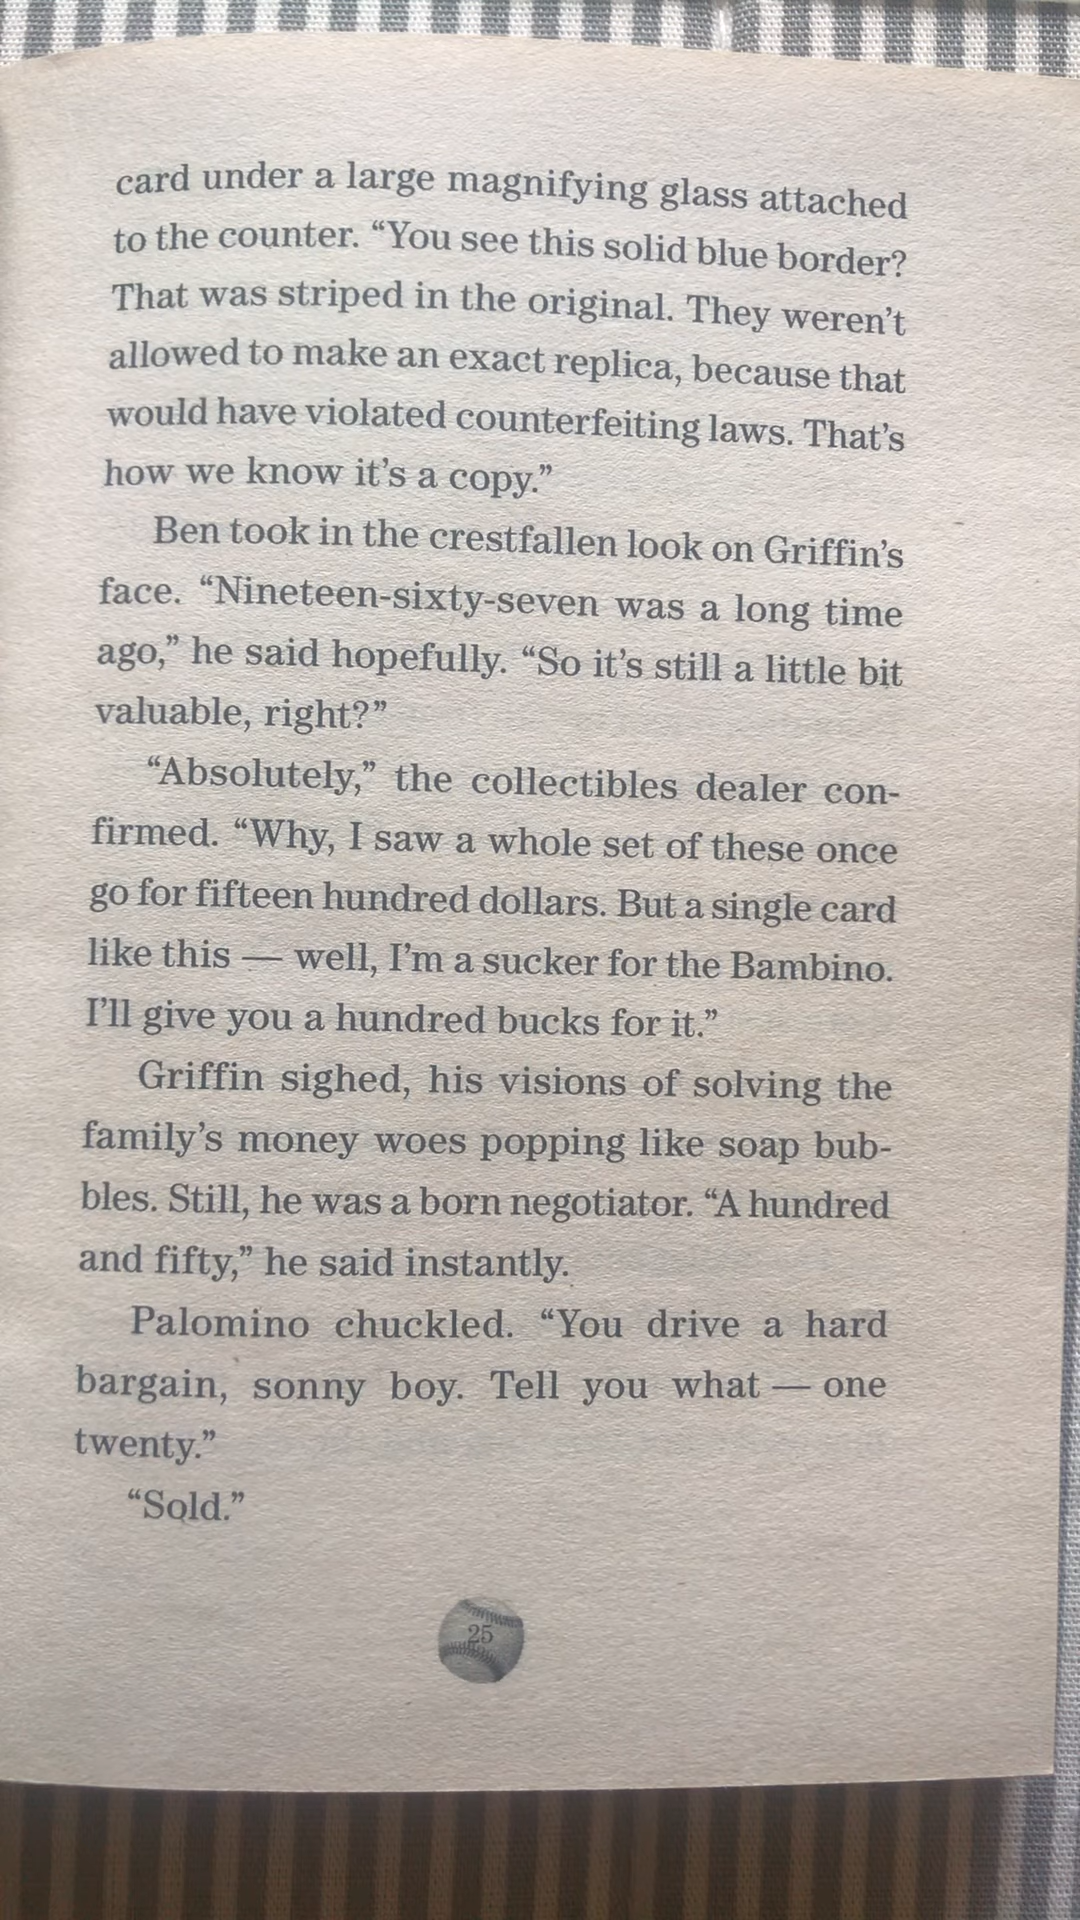 card under a large magnifying glass attached
to the counter. “You see this solid blue border?
That was striped in the original. They weren’t
allowed to make an exact replica, because that
would have violated counterfeiting laws. That’s
how we know it’s a copy.”
Ben took in the crestfallen look on Griffin’s
face. “Nineteen-sixty-seven was a long time
ago,” he said hopefully. “So it’s still a little bit
valuable, right?”
“Absolutely,” the collectibles dealer con-
firmed. “Why, I saw a whole set of these once
go for fifteen hundred dollars. But a single card
like this — well, I’m a sucker for the Bambino.
I’ll give you a hundred bucks for it.”
Griffin sighed, his visions of solving the
family’s money woes popping like soap bub-
bles. Still, he was a born negotiator. “A hundred
and fifty,” he said instantly.
Palomino chuckled. “You drive a hard
bargain, sonny boy. Tell you what — one
twenty.”
“Sold.”
25